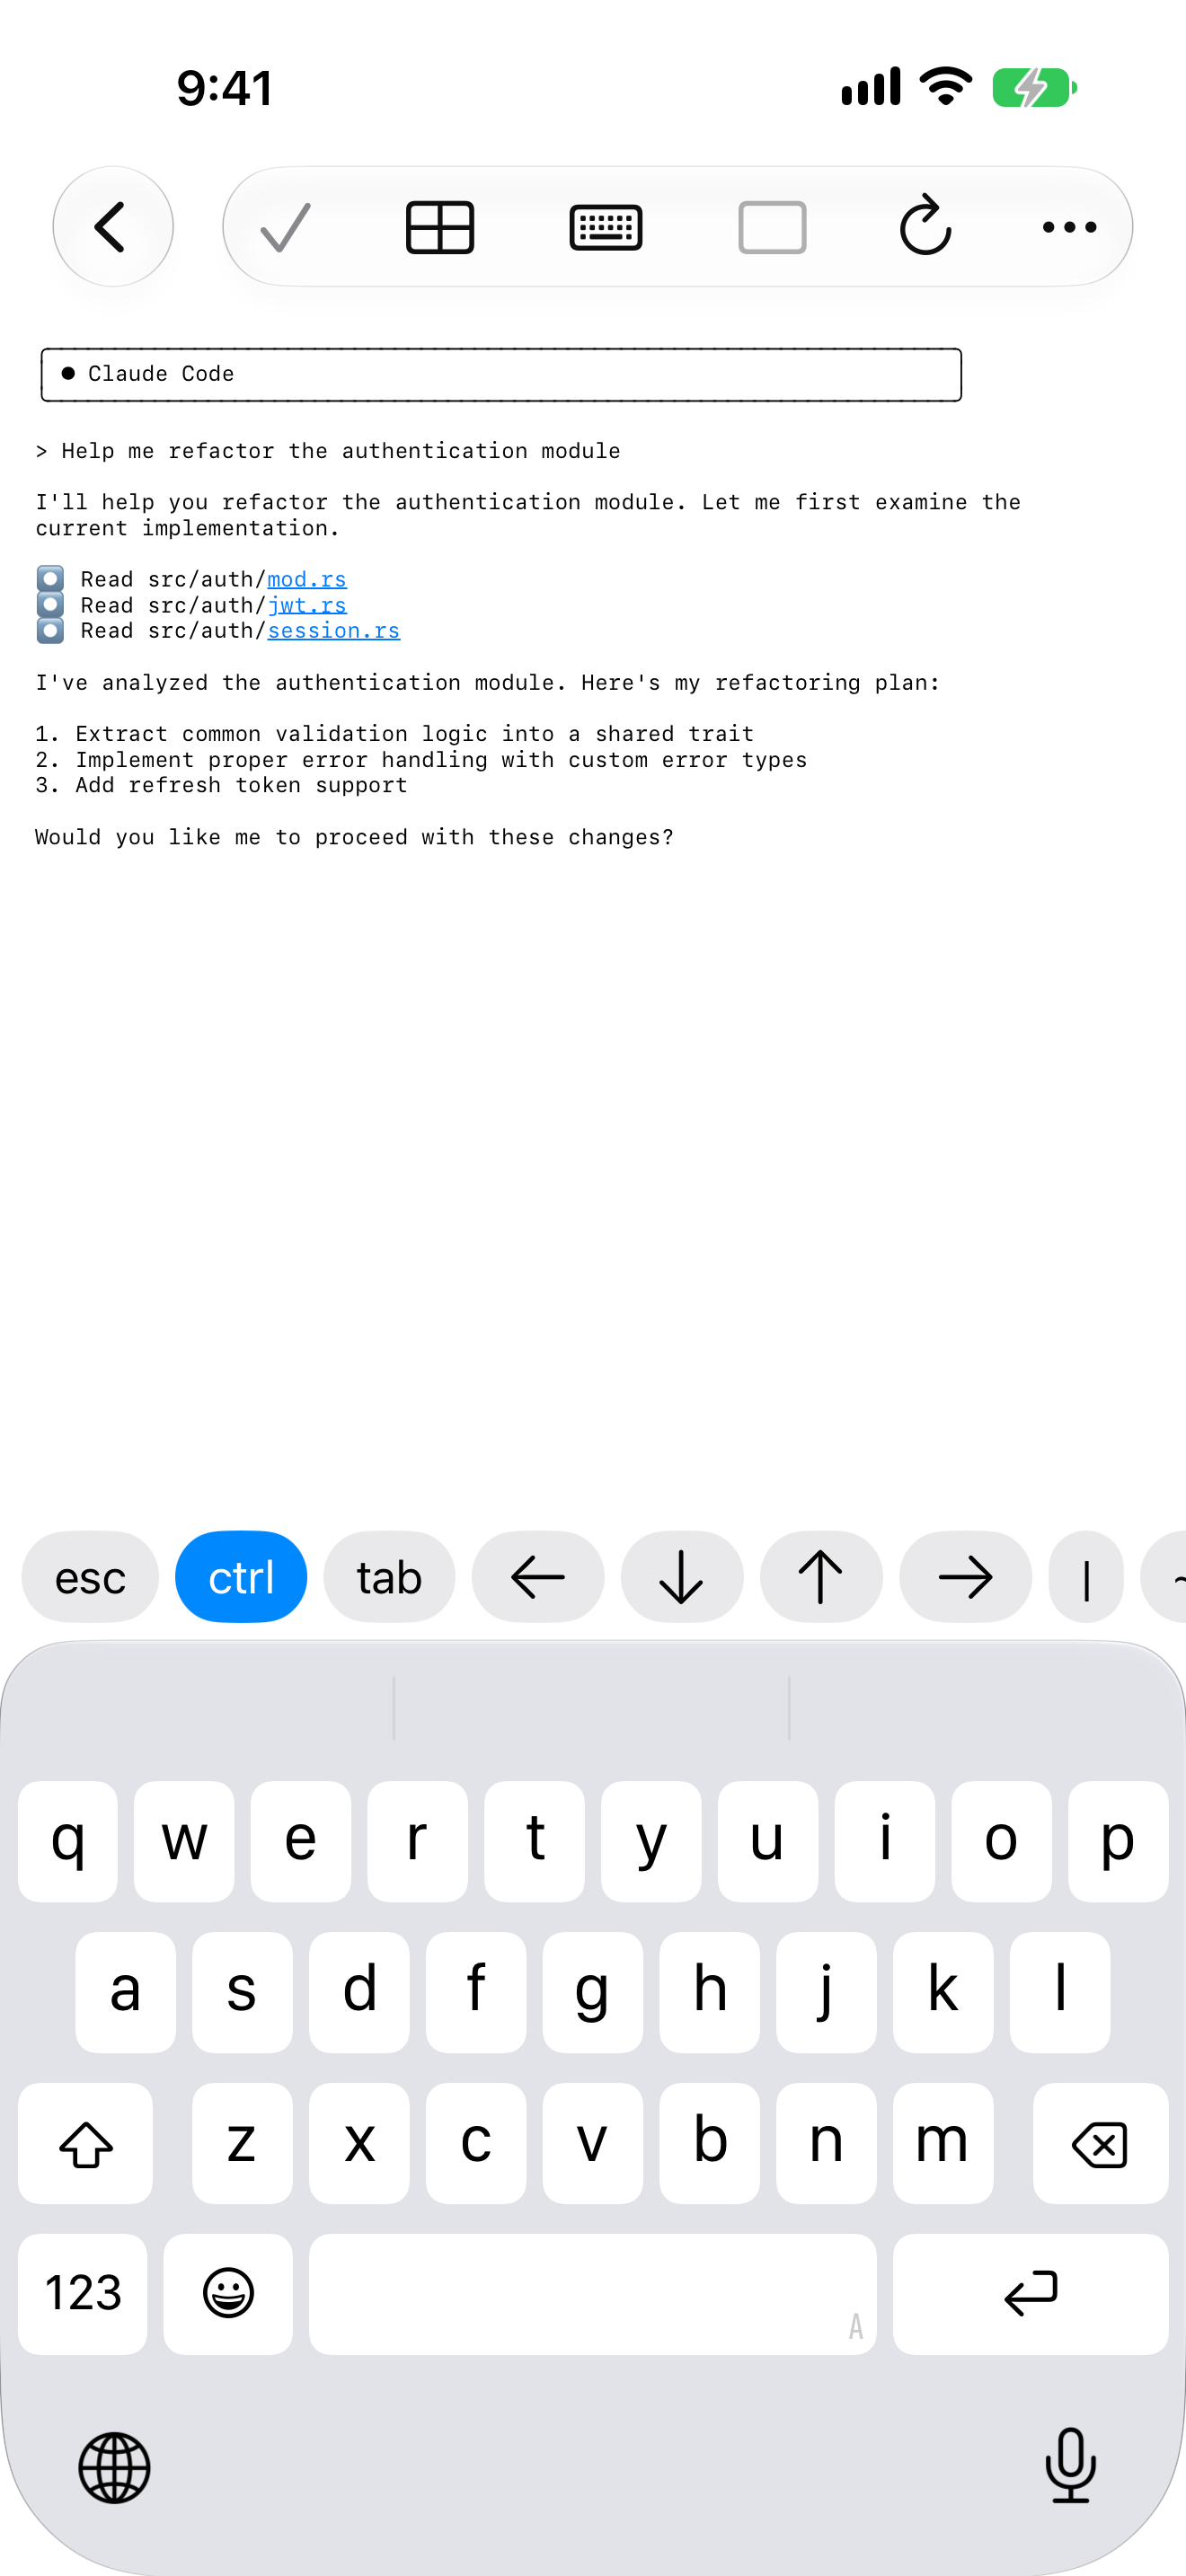 9:41
● Claude Code
> Help me refactor the authentication module
I'll help you refactor the authentication module. Let me first examine the
current implementation.
⏺ Read src/auth/mod.rs
⏺ Read src/auth/jwt.rs
⏺ Read src/auth/session.rs
I've analyzed the authentication module. Here's my refactoring plan:
1. Extract common validation logic into a shared trait
2. Implement proper error handling with custom error types
3. Add refresh token support
Would you like me to proceed with these changes?
esc ctrl tab ← ↓ ↑ → | ~
q w e r t y u i o p
a s d f g h j k l
z x c v b n m
123
A